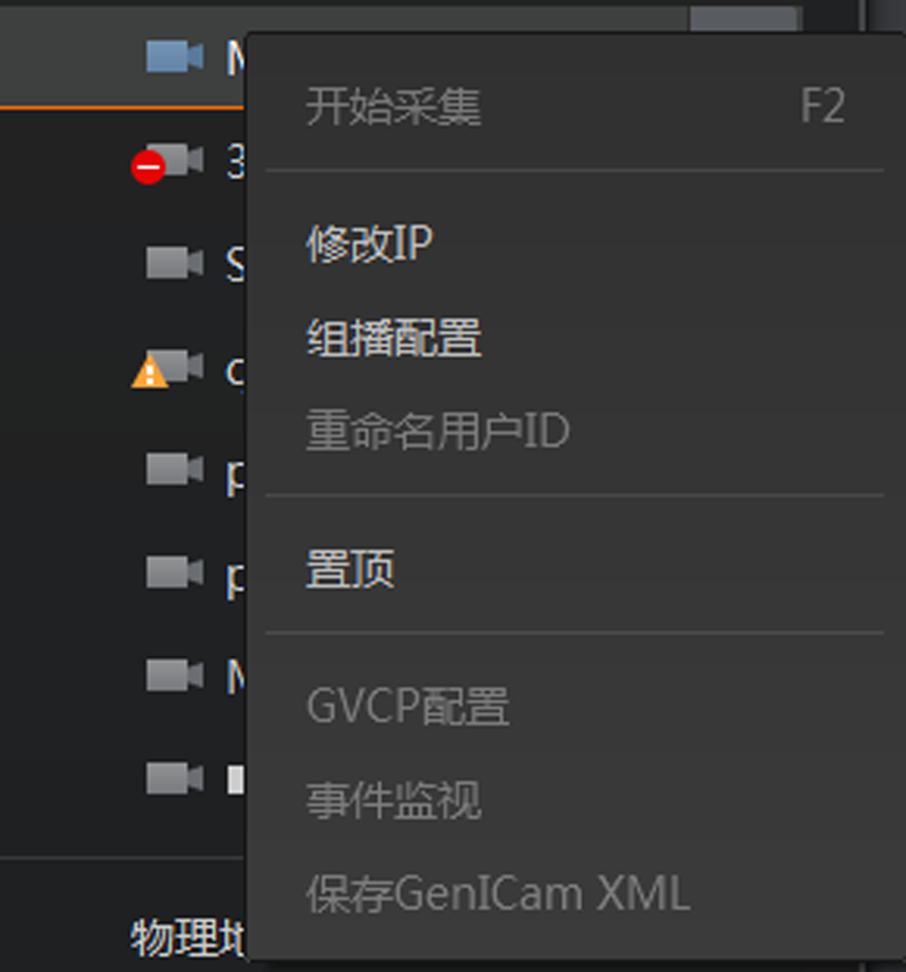 开始采集 F2
修改IP
组播配置
重命名用户ID
置顶
GVCP配置
事件监视
保存GenICam XML
物理地